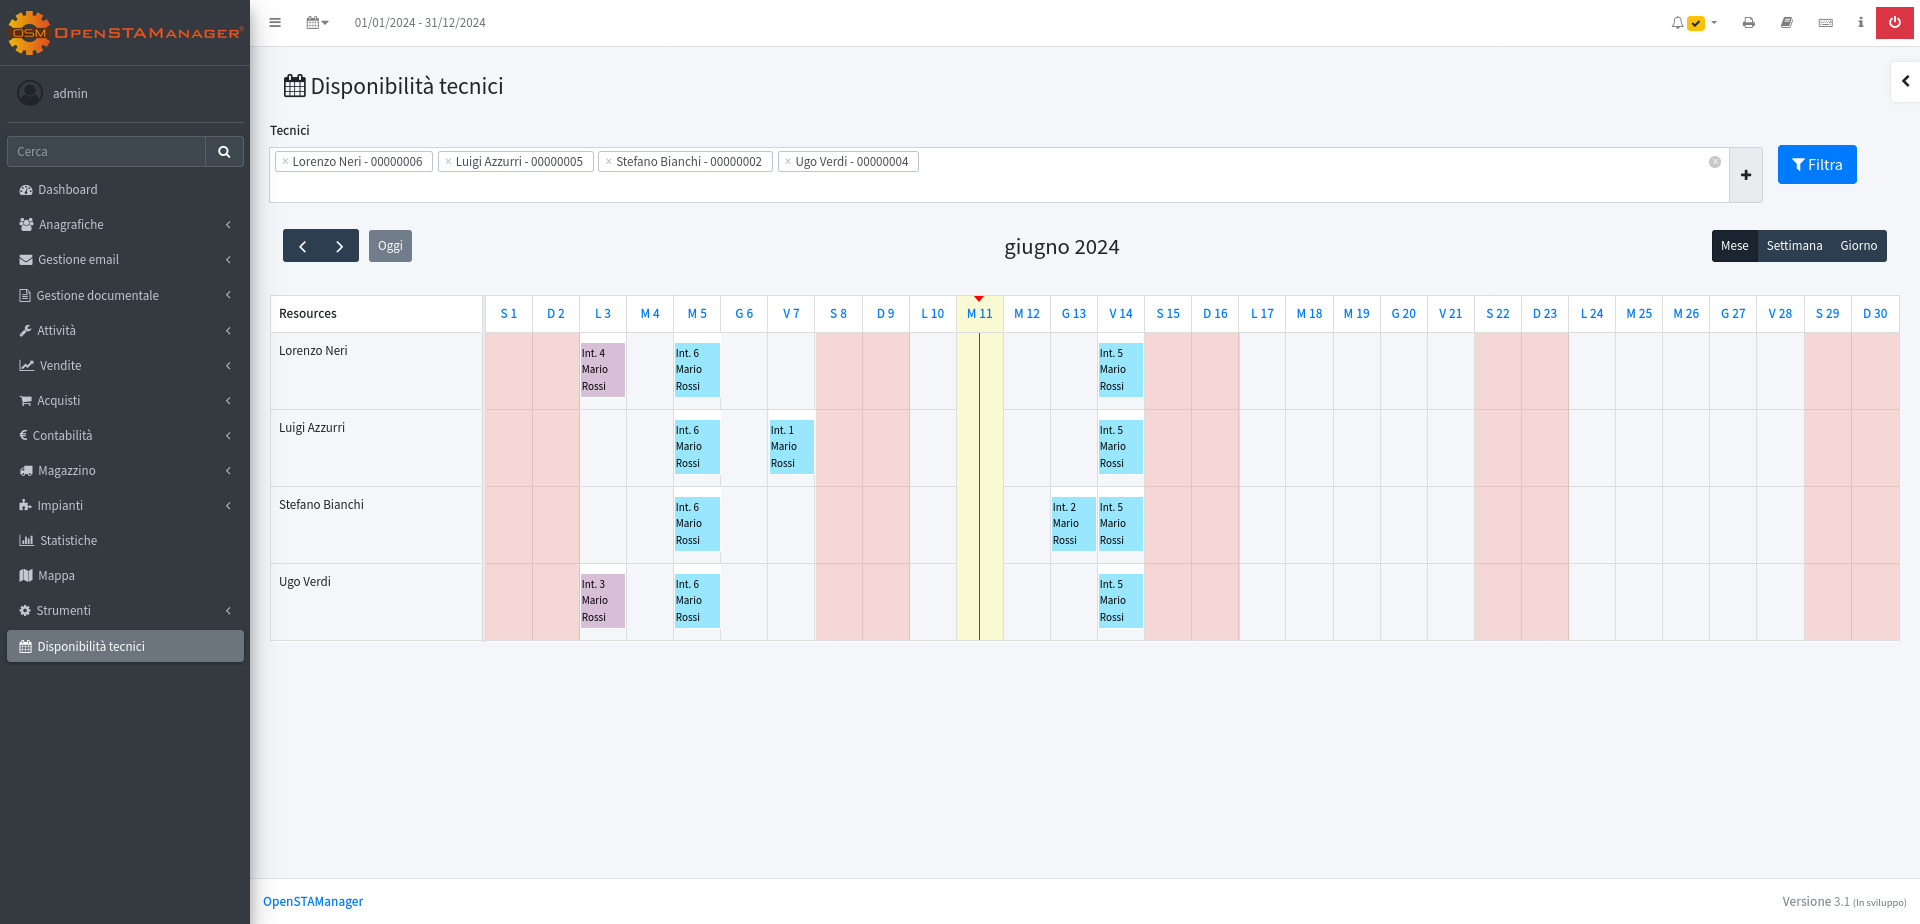 OSM OpenSTAManager®
01/01/2024 - 31/12/2024
admin
Cerca
Dashboard
Anagrafiche
Gestione email
Gestione documentale
Attività
Vendite
Acquisti
Contabilità
Magazzino
Impianti
Statistiche
Mappa
Strumenti
Disponibilità tecnici
Disponibilità tecnici
Tecnici
× Lorenzo Neri - 00000006 × Luigi Azzurri - 00000005 × Stefano Bianchi - 00000002 × Ugo Verdi - 00000004
Filtra
Oggi
giugno 2024
Mese Settimana Giorno
Resources S 1 D 2 L 3 M 4 M 5 G 6 V 7 S 8 D 9 L 10 M 11 M 12 G 13 V 14 S 15 D 16 L 17 M 18 M 19 G 20 V 21 S 22 D 23 L 24 M 25 M 26 G 27 V 28 S 29 D 30
Lorenzo Neri
Int. 4 Int. 6 Int. 5
Mario Mario Mario
Rossi Rossi Rossi
Luigi Azzurri
Int. 6 Int. 1 Int. 5
Mario Mario Mario
Rossi Rossi Rossi
Stefano Bianchi
Int. 6 Int. 2 Int. 5
Mario Mario Mario
Rossi Rossi Rossi
Ugo Verdi
Int. 3 Int. 6 Int. 5
Mario Mario Mario
Rossi Rossi Rossi
OpenSTAManager
Versione 3.1 (In sviluppo)